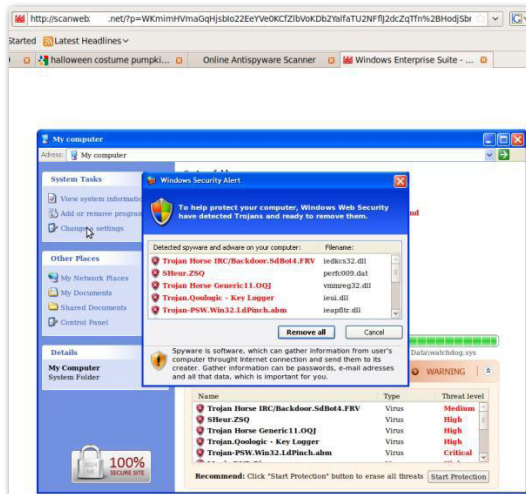 http://scanweb .net/?p=WKmimHVmaGqHjsblo22EeYVe0KCfZlbVoKDb2YalfaTU2NFflJ2dcZqTfn%2BHodjSbr
Started Latest Headlines
halloween costume pumpki... Online Antispyware Scanner Windows Enterprise Suite - ...
My computer
Adress: My computer
System Tasks
View system informatio
Add or remove program
Change settings
Other Places
My Network Places
My Documents
Shared Documents
Control Panel
Details
My Computer
System Folder
1024
100%
SECURE SITE
Windows Security Alert
To help protect your computer, Windows Web Security
have detected Trojans and ready to remove them.
Detected spyware and adware on your computer: Filename:
Trojan Horse IRC/Backdoor.SdBot4.FRV iedkcs32.dll
SHeur.ZSQ perfc009.dat
Trojan Horse Generic11.OQJ vmmreg32.dll
Trojan.Qoologic - Key Logger ieui.dll
Trojan-PSW.Win32.LdPinch.abm ieapfltr.dll
Remove all Cancel
Spyware is software, which can gather information from user's
computer throught Internet connection and send them to its
creater. Gather information can be passwords, e-mail adresses
and all that data, which is important for you.
nd
Data\watchdog.sys
WARNING
Name Type Threat level
Trojan Horse IRC/Backdoor.SdBot4.FRV Virus Medium
SHeur.ZSQ Virus High
Trojan Horse Generic11.OQJ Virus High
Trojan.Qoologic - Key Logger Virus High
Trojan-PSW.Win32.LdPinch.abm Virus Critical
Recommend: Click "Start Protection" button to erase all threats Start Protection